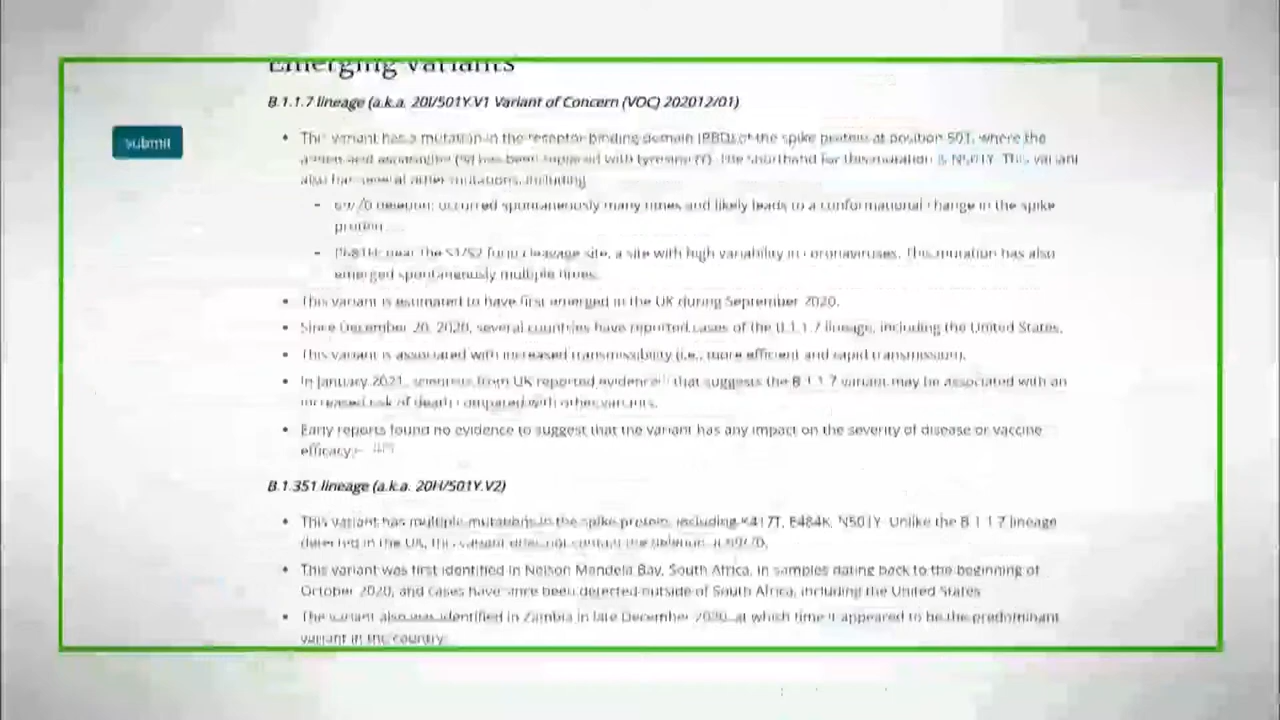 Emerging Variants
B.1.1.7 lineage (a.k.a. 20I/501Y.V1 Variant of Concern (VOC) 202012/01)
submit
• This variant has a mutation in the receptor binding domain (RBD) of the spike protein at position 501, where the
amino acid asparagine (N) has been replaced with tyrosine (Y). The shorthand for this mutation is N501Y. This variant
also has several other mutations, including:
– 69/70 deletion: occurred spontaneously many times and likely leads to a conformational change in the spike
protein
– P681H: near the S1/S2 furin cleavage site, a site with high variability in coronaviruses. This mutation has also
emerged spontaneously multiple times.
• This variant is estimated to have first emerged in the UK during September 2020.
• Since December 20, 2020, several countries have reported cases of the B.1.1.7 lineage, including the United States.
• This variant is associated with increased transmissibility (i.e., more efficient and rapid transmission).
• In January 2021, scientists from UK reported evidence that suggests the B.1.1.7 variant may be associated with an
increased risk of death compared with other variants.
• Early reports found no evidence to suggest that the variant has any impact on the severity of disease or vaccine
efficacy.
B.1.351 lineage (a.k.a. 20H/501Y.V2)
• This variant has multiple mutations in the spike protein, including K417T, E484K, N501Y. Unlike the B.1.1.7 lineage
detected in the UK, this variant does not contain the deletion at 69/70.
• This variant was first identified in Nelson Mandela Bay, South Africa, in samples dating back to the beginning of
October 2020, and cases have since been detected outside of South Africa, including the United States.
• The variant also was identified in Zambia in late December 2020, at which time it appeared to be the predominant
variant in the country.